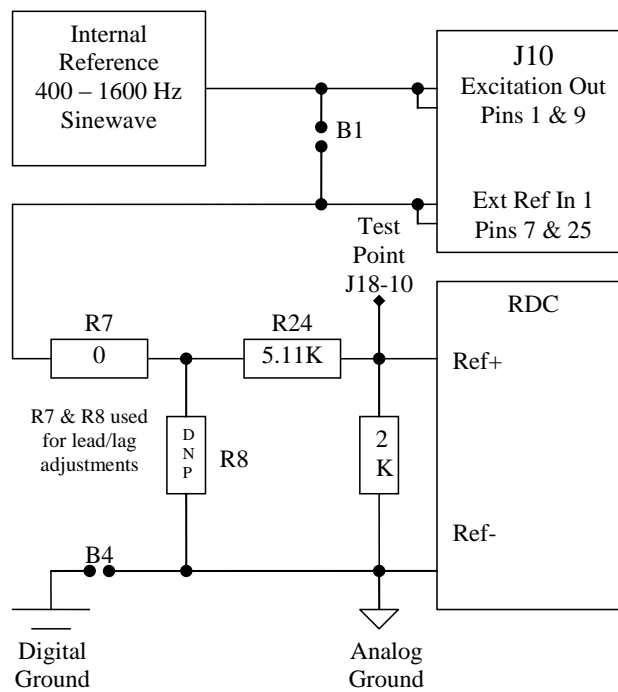 Internal
Reference
400 – 1600 Hz
Sinewave
J10
Excitation Out
Pins 1 & 9
B1
Ext Ref In 1
Pins 7 & 25
Test
Point
J18-10
RDC
R7
0
R24
5.11K
Ref+
R7 & R8 used
for lead/lag
adjustments
D
N
P
R8
2
K
Ref-
B4
Digital
Ground
Analog
Ground